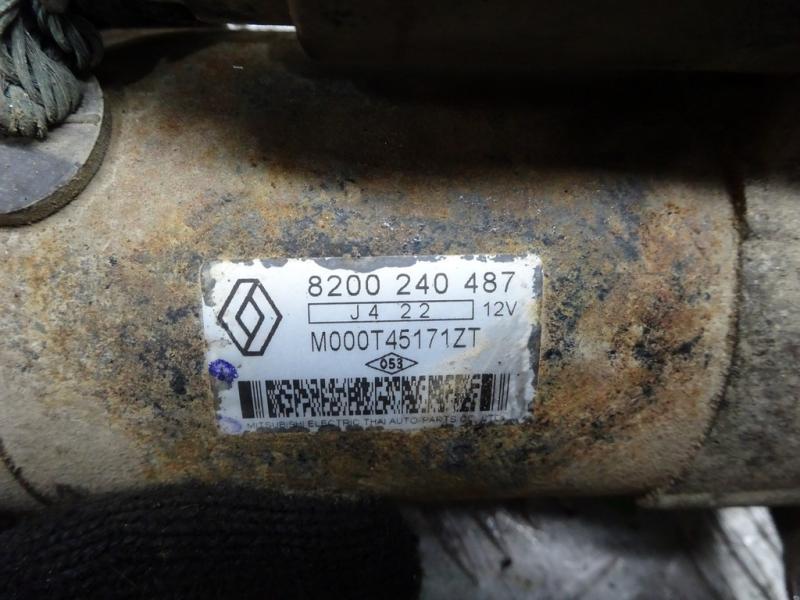 8200 240 487
J4 22 12V
M000T45171ZT
053
MITSUBISHI ELECTRIC THAI AUTO-PARTS CO.,LTD